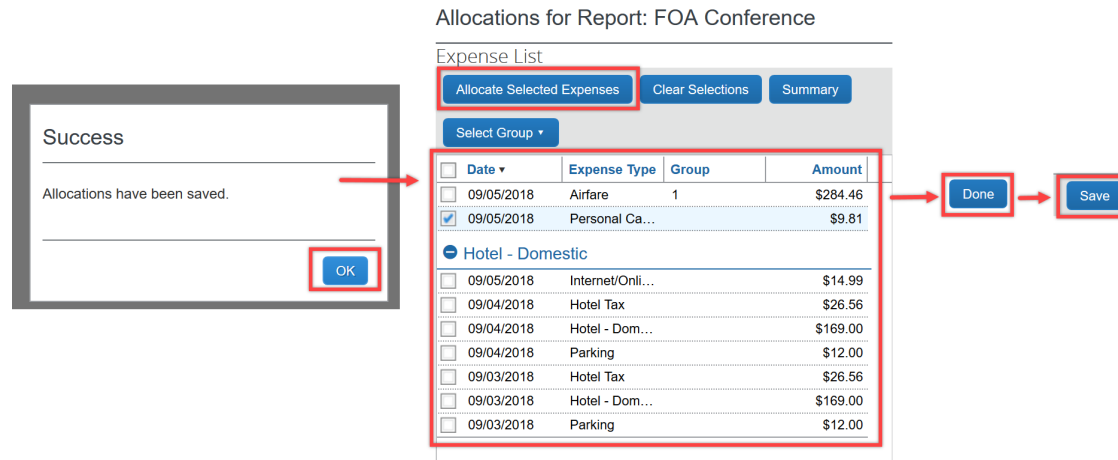 Allocations for Report: FOA Conference
Expense List
Allocate Selected Expenses Clear Selections Summary
Select Group ▾
Success
Allocations have been saved.
OK
Date ▾ Expense Type Group Amount
09/05/2018 Airfare 1 $284.46
09/05/2018 Personal Ca... $9.81
Hotel - Domestic
09/05/2018 Internet/Onli... $14.99
09/04/2018 Hotel Tax $26.56
09/04/2018 Hotel - Dom... $169.00
09/04/2018 Parking $12.00
09/03/2018 Hotel Tax $26.56
09/03/2018 Hotel - Dom... $169.00
09/03/2018 Parking $12.00
Done
Save